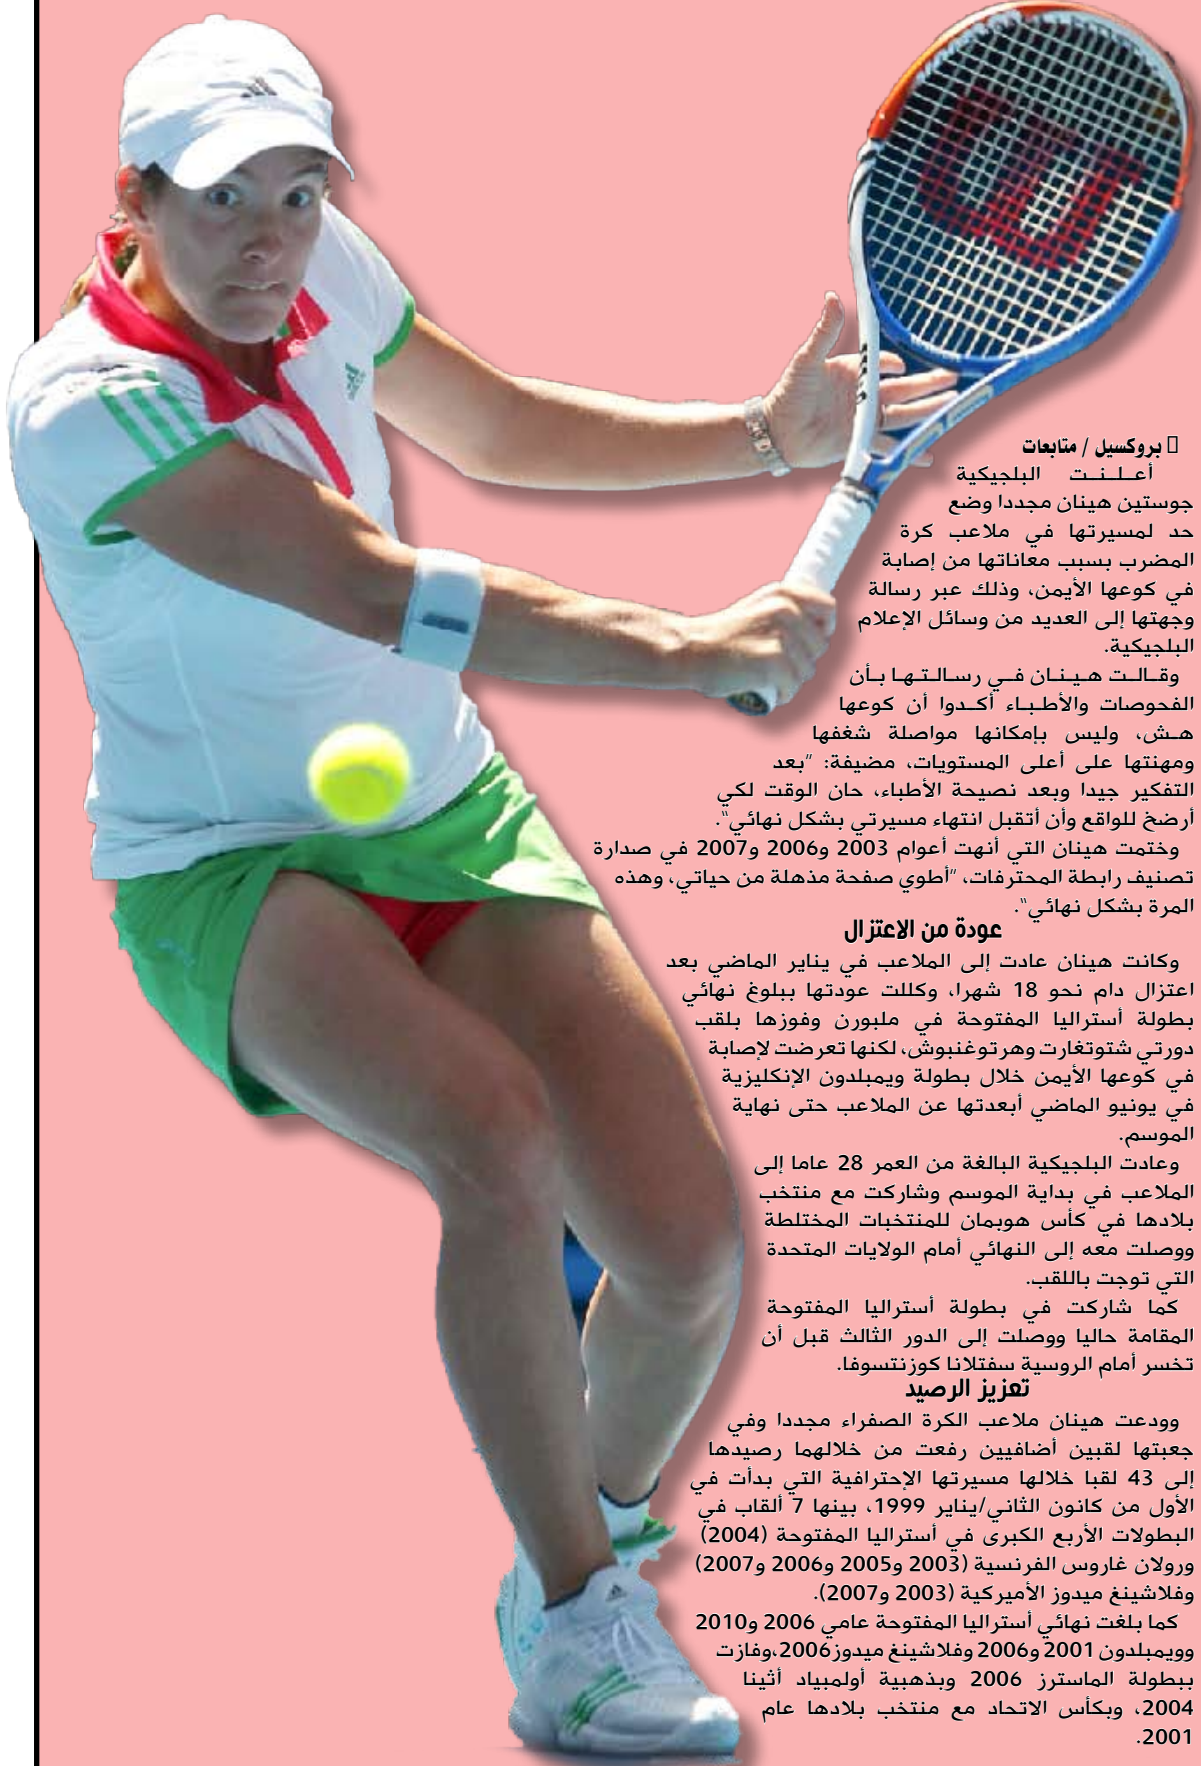 بروكسيل / متابعات
أعـلـنـت البلجيكية
جوستين هينان مجددا وضع
حد لمسيرتها في ملاعب كرة
المضرب بسبب معاناتها من إصابة
في كوعها الأيمن، وذلك عبر رسالة
وجهتها إلى العديد من وسائل الإعلام
البلجيكية.
وقـالـت هـيـنـان فـي رسـالـتـهـا بـأن
الفحوصات والأطـبـاء أكـدوا أن كوعها
هـش، وليس بإمكانها مواصلة شغفها
ومهنتها على أعلى المستويات، مضيفة: "بعد
التفكير جيدا وبعد نصيحة الأطباء، حان الوقت لكي
أرضخ للواقع وأن أتقبل انتهاء مسيرتي بشكل نهائي".
وختمت هينان التي أنهت أعوام 2003 و2006 و2007 في صدارة
تصنيف رابطة المحترفات، "أطوي صفحة مذهلة من حياتي، وهذه
المرة بشكل نهائي".
عودة من الاعتزال
وكانت هينان عادت إلى الملاعب في يناير الماضي بعد
اعتزال دام نحو 18 شهرا، وكللت عودتها ببلوغ نهائي
بطولة أستراليا المفتوحة في ملبورن وفوزها بلقب
دورتي شتوتغارت وهرتوغنبوش، لكنها تعرضت لإصابة
في كوعها الأيمن خلال بطولة ويمبلدون الإنكليزية
في يونيو الماضي أبعدتها عن الملاعب حتى نهاية
الموسم.
وعادت البلجيكية البالغة من العمر 28 عاما إلى
الملاعب في بداية الموسم وشاركت مع منتخب
بلادها في كأس هوبمان للمنتخبات المختلطة
ووصلت معه إلى النهائي أمام الولايات المتحدة
التي توجت باللقب.
كما شاركت في بطولة أستراليا المفتوحة
المقامة حاليا ووصلت إلى الدور الثالث قبل أن
تخسر أمام الروسية سفتلانا كوزنتسوفا.
تعزيز الرصيد
وودعت هينان ملاعب الكرة الصفراء مجددا وفي
جعبتها لقبين أضافيين رفعت من خلالهما رصيدها
إلى 43 لقبا خلالها مسيرتها الإحترافية التي بدأت في
الأول من كانون الثاني/يناير 1999، بينها 7 ألقاب في
البطولات الأربع الكبرى في أستراليا المفتوحة (2004)
ورولان غاروس الفرنسية (2003 و2005 و2006 و2007)
وفلاشينغ ميدوز الأميركية (2003 و2007).
كما بلغت نهائي أستراليا المفتوحة عامي 2006 و2010
وويمبلدون 2001 و2006 وفلاشينغ ميدوز2006،وفازت
ببطولة الماسترز 2006 وبذهبية أولمبياد أثينا
2004، وبكأس الاتحاد مع منتخب بلادها عام
2001.